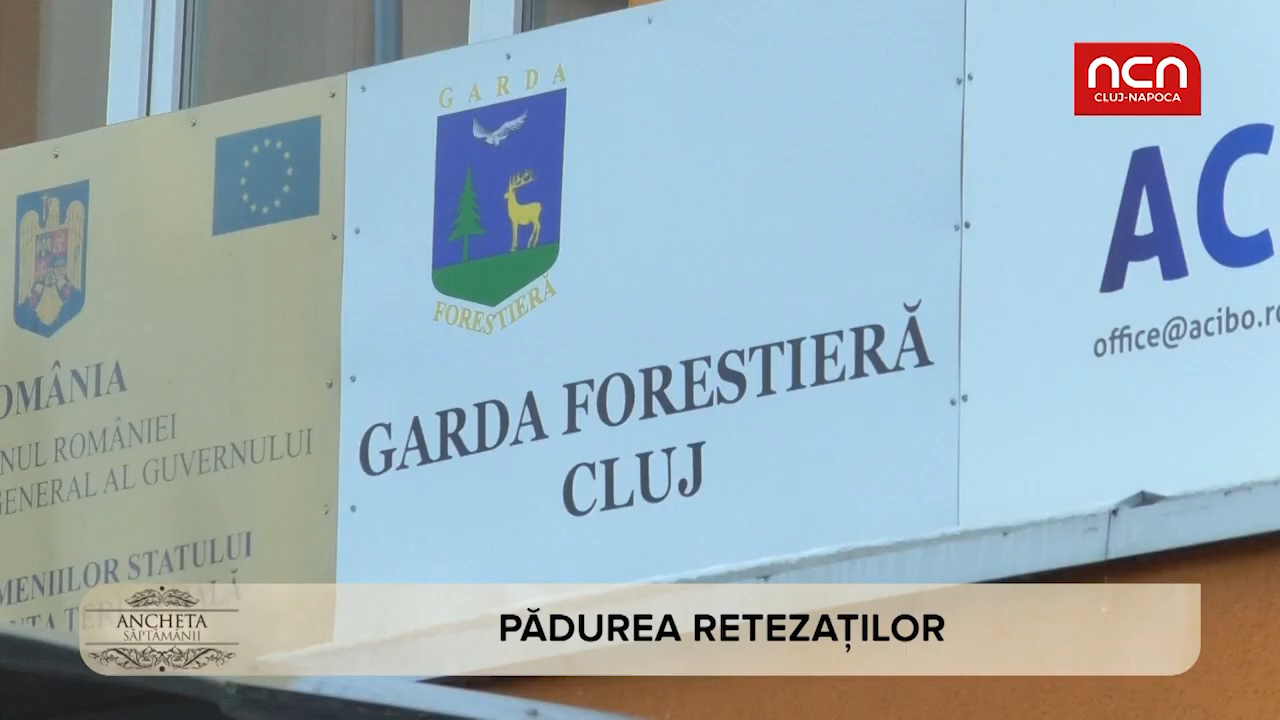 ncn
CLUJ-NAPOCA
GARDA
FORESTIERĂ
GARDA FORESTIERĂ
CLUJ
AC
office@acibo.ro
OMÂNIA
NUL ROMÂNIEI
GENERAL AL GUVERNULUI
MENIILOR STATULUI
ANCHETA
SĂPTĂMÂNII
PĂDUREA RETEZAȚILOR